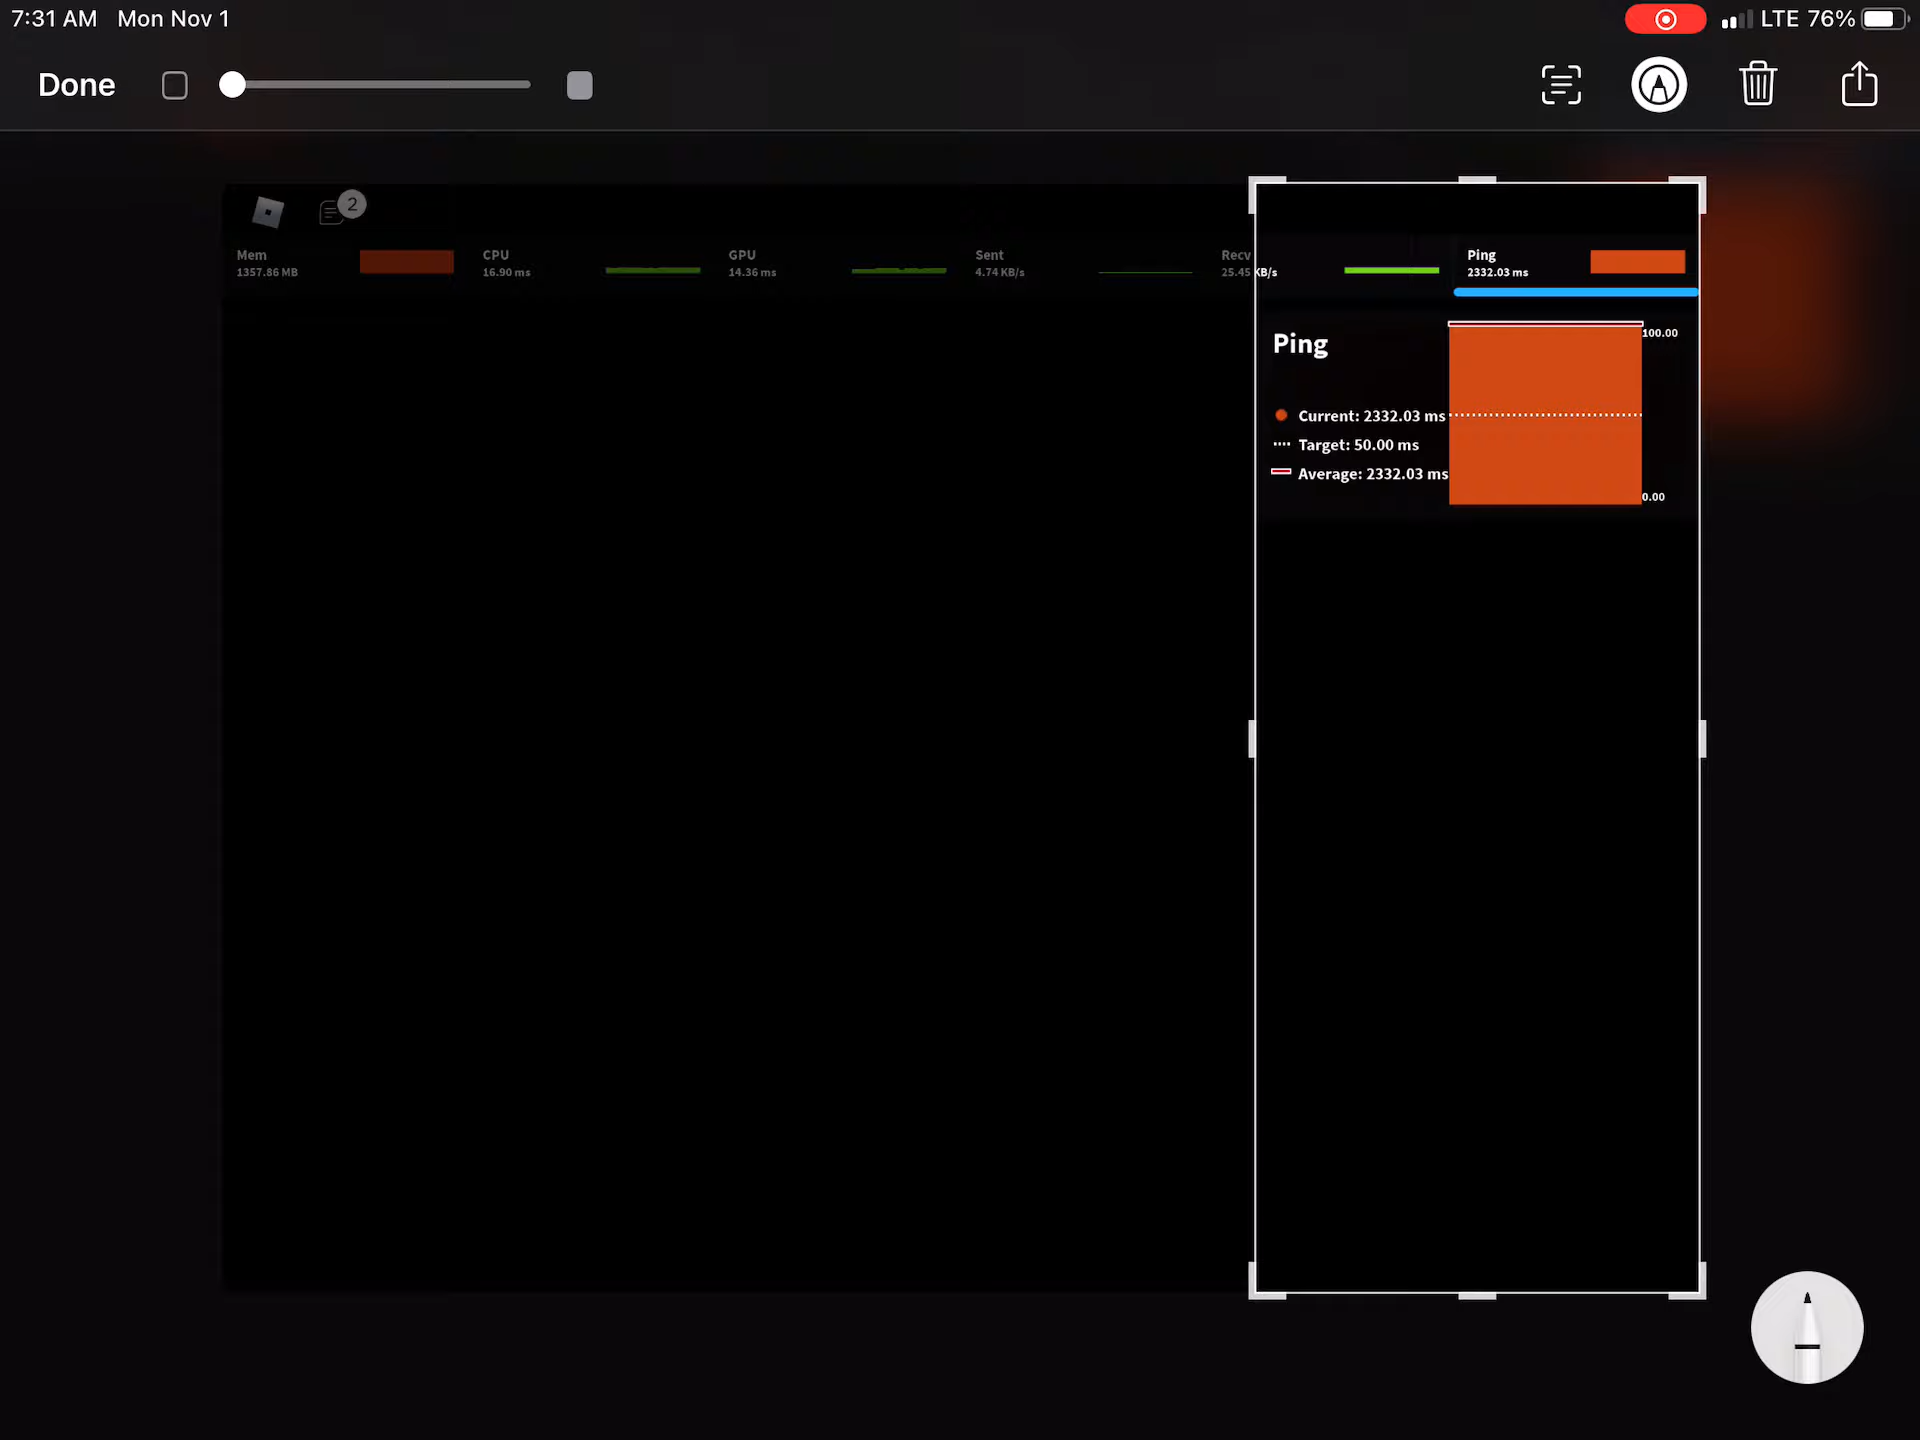 7:31 AM Mon Nov 1
LTE 76%
Done
2
Mem
1357.86 MB
CPU
16.90 ms
GPU
14.36 ms
Sent
4.74 KB/s
Recv
25.45 KB/s
Ping
2332.03 ms
Ping
100.00
Current: 2332.03 ms
Target: 50.00 ms
Average: 2332.03 ms
0.00